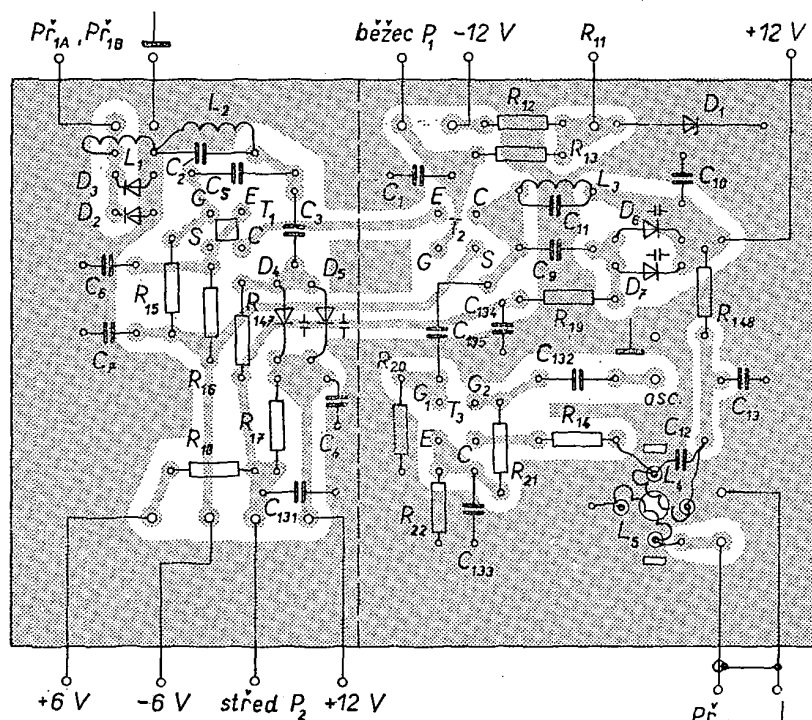 Př1A, Př1B
běžec P1 -12 V R11 +12 V
L2 R12 D1
L1 C2 R13
D3 C5 C1 L3 C10
D2 G E T1 C3 E C C11 D6
S C T2
C6 D4 D5 G S C9 D7
R15 R147 C134 R19 R148
C7 C135
R16 R20 C132
R17 C4 G1 G2 osc. C13
T3 R14 C12
R18 E C L4
C131 R22 R21 L5
C133
+6 V -6 V střed P2 +12 V Př